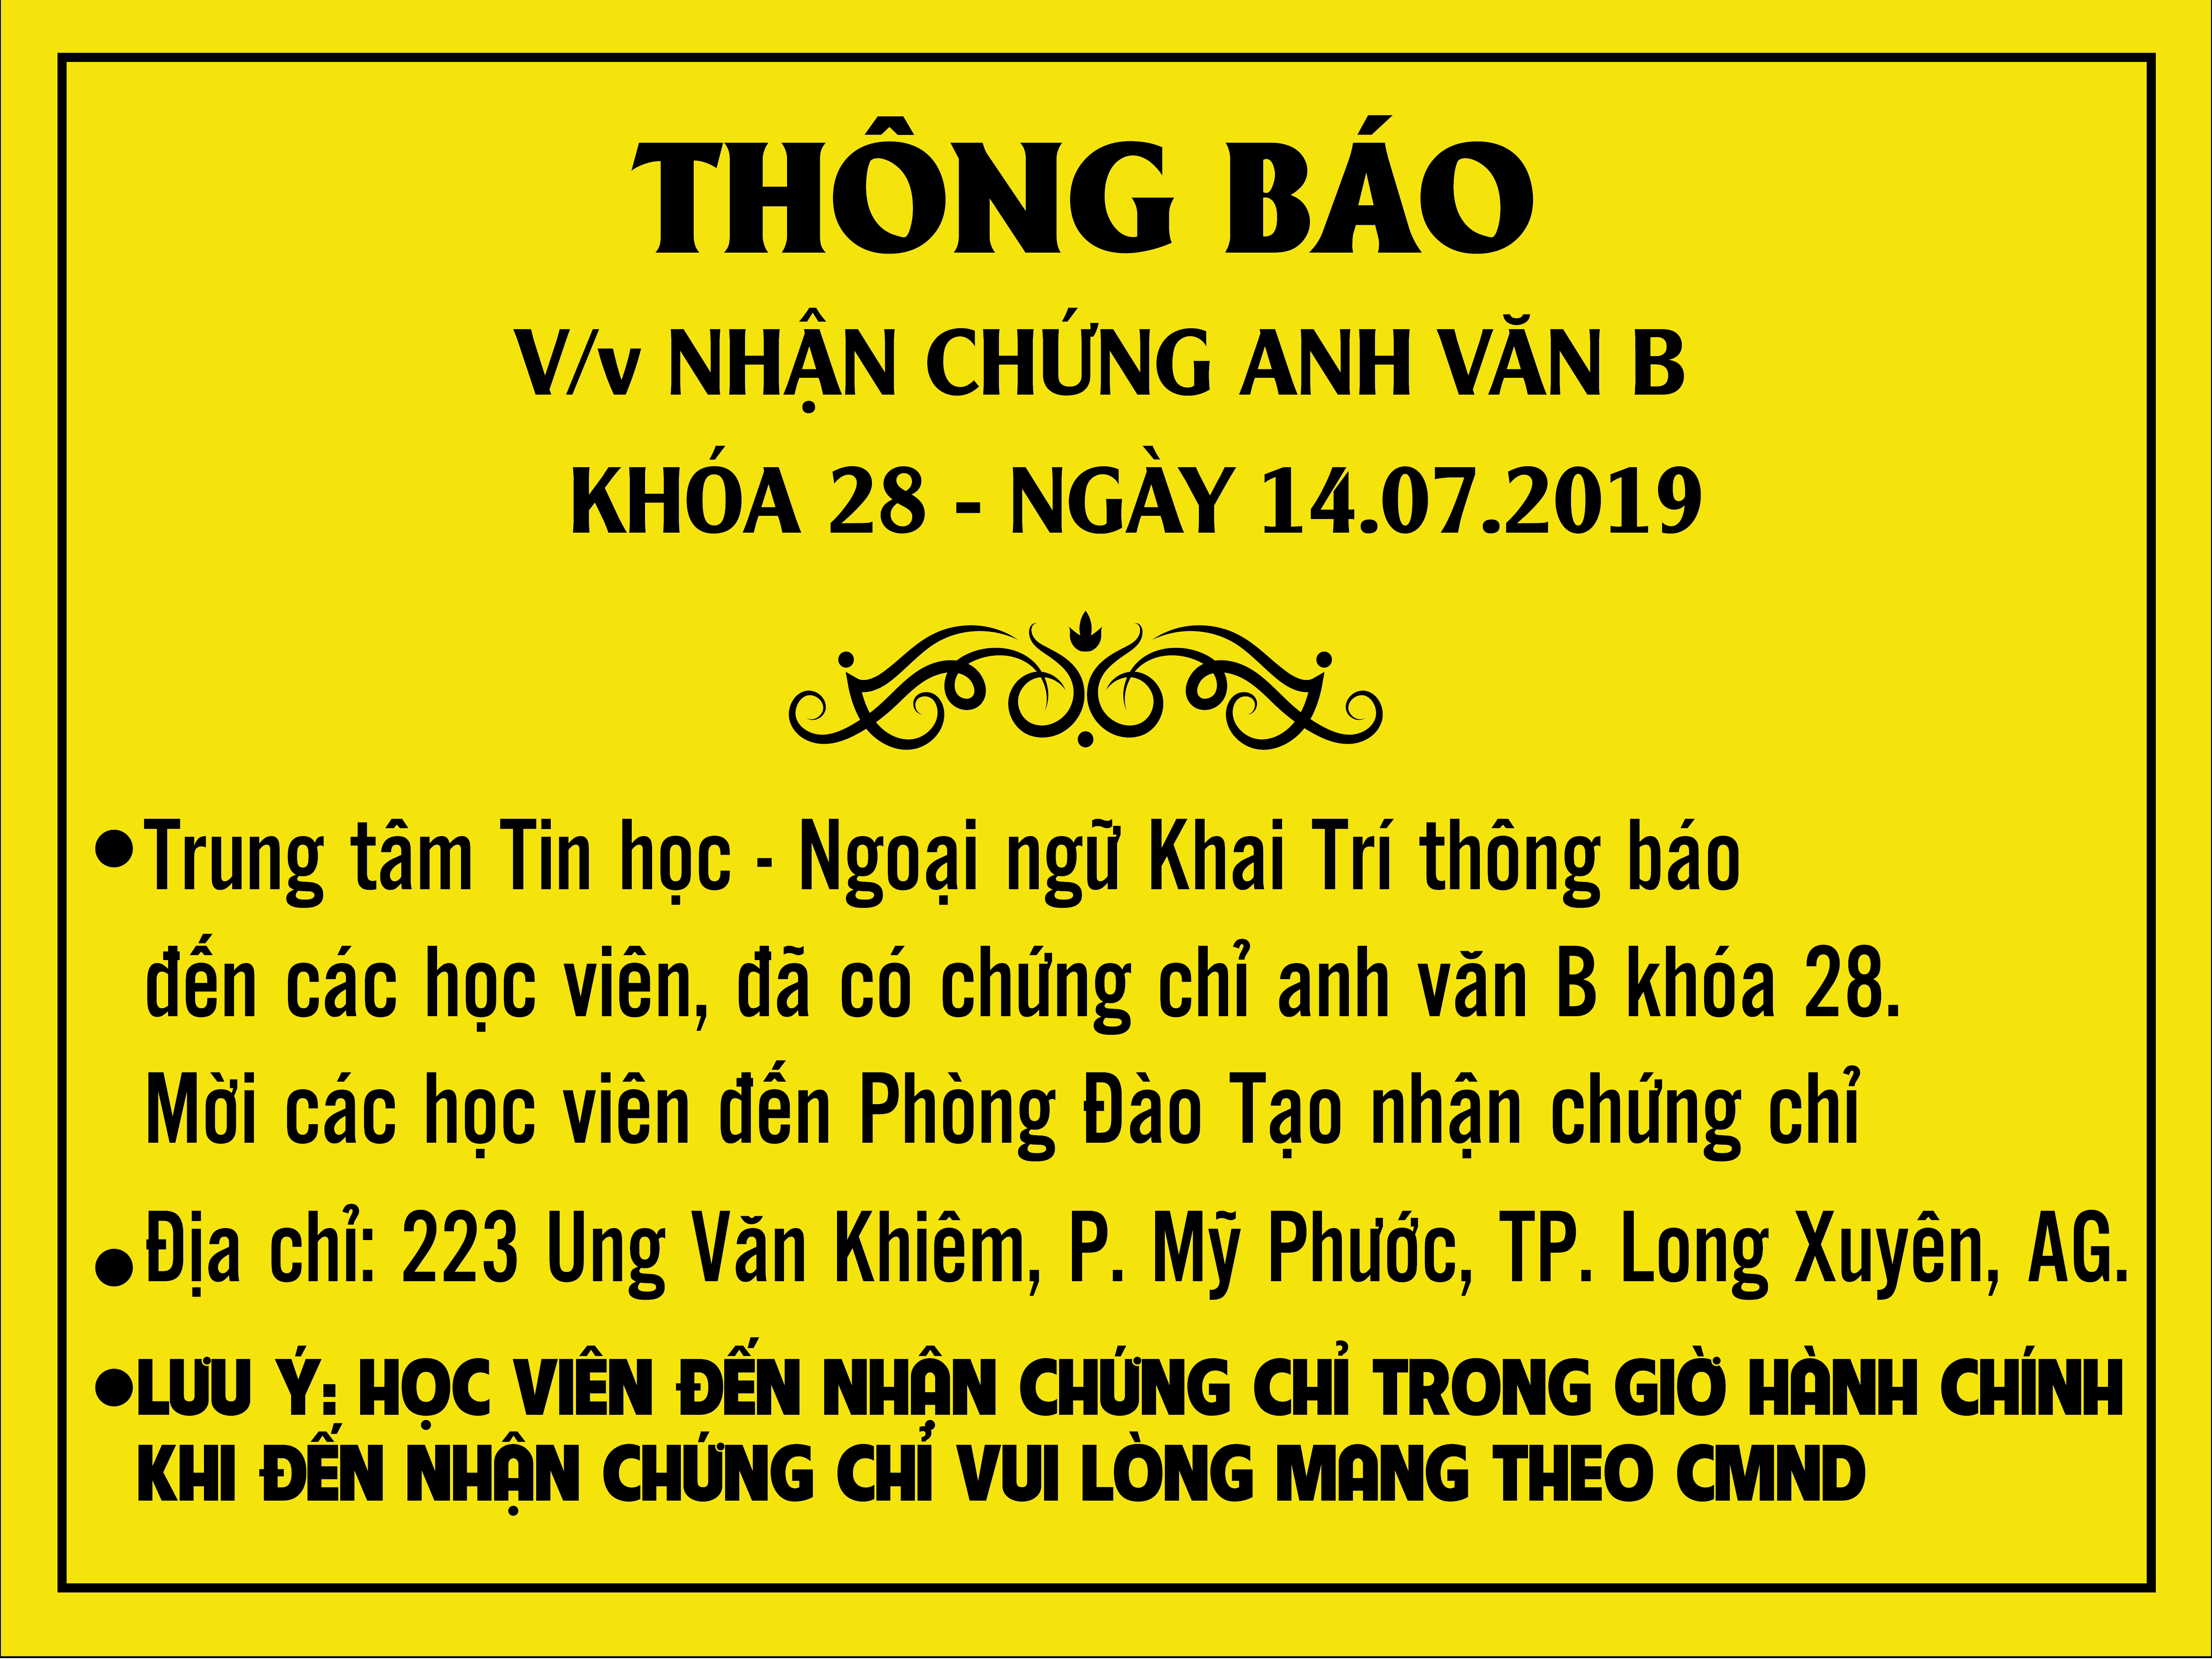 THÔNG BÁO
V/v NHẬN CHỨNG ANH VĂN B
KHÓA 28 - NGÀY 14.07.2019
•Trung tâm Tin học - Ngoại ngữ Khai Trí thông báo
đến các học viên, đã có chứng chỉ anh văn B khóa 28.
Mời các học viên đến Phòng Đào Tạo nhận chứng chỉ
•Địa chỉ: 223 Ung Văn Khiêm, P. Mỹ Phước, TP. Long Xuyên, AG.
•LƯU Ý: HỌC VIÊN ĐẾN NHẬN CHỨNG CHỈ TRONG GIỜ HÀNH CHÍNH
KHI ĐẾN NHẬN CHỨNG CHỈ VUI LÒNG MANG THEO CMND